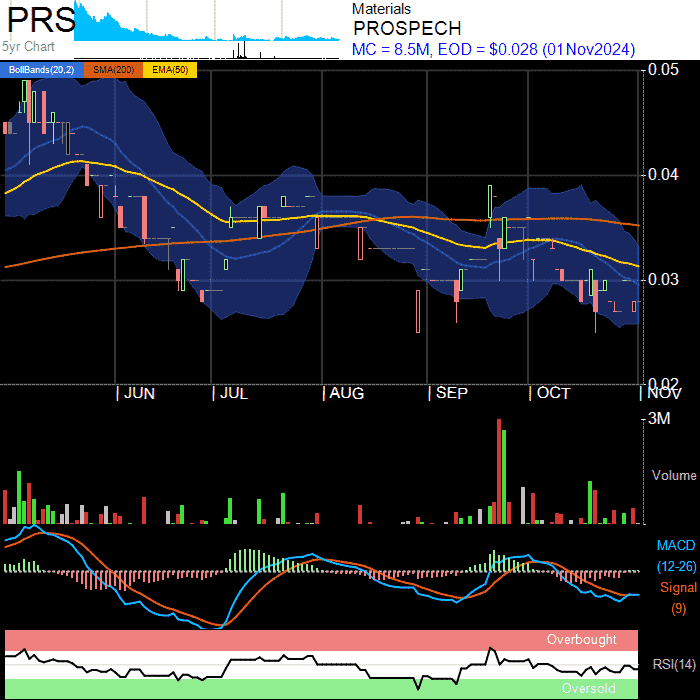 PRS
5yr Chart
Materials
PROSPECH
MC = 8.5M, EOD = $0.028 (01Nov2024)
BollBands(20,2) SMA(200) EMA(50)
0.05
0.04
0.03
0.02
JUN JUL AUG SEP OCT NOV
3M
Volume
MACD
(12-26)
Signal
(9)
Overbought
RSI(14)
Oversold